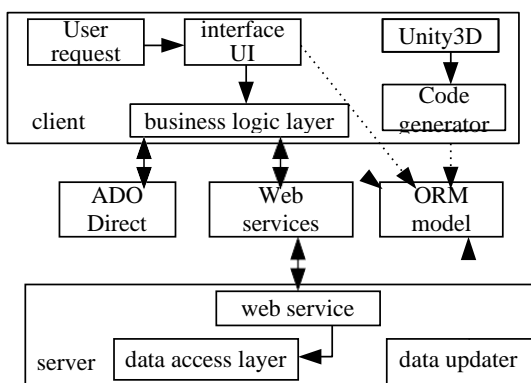 User
request
interface
UI
Unity3D
Code
generator
client
business logic layer
ADO
Direct
Web
services
ORM
model
web service
server
data access layer
data updater